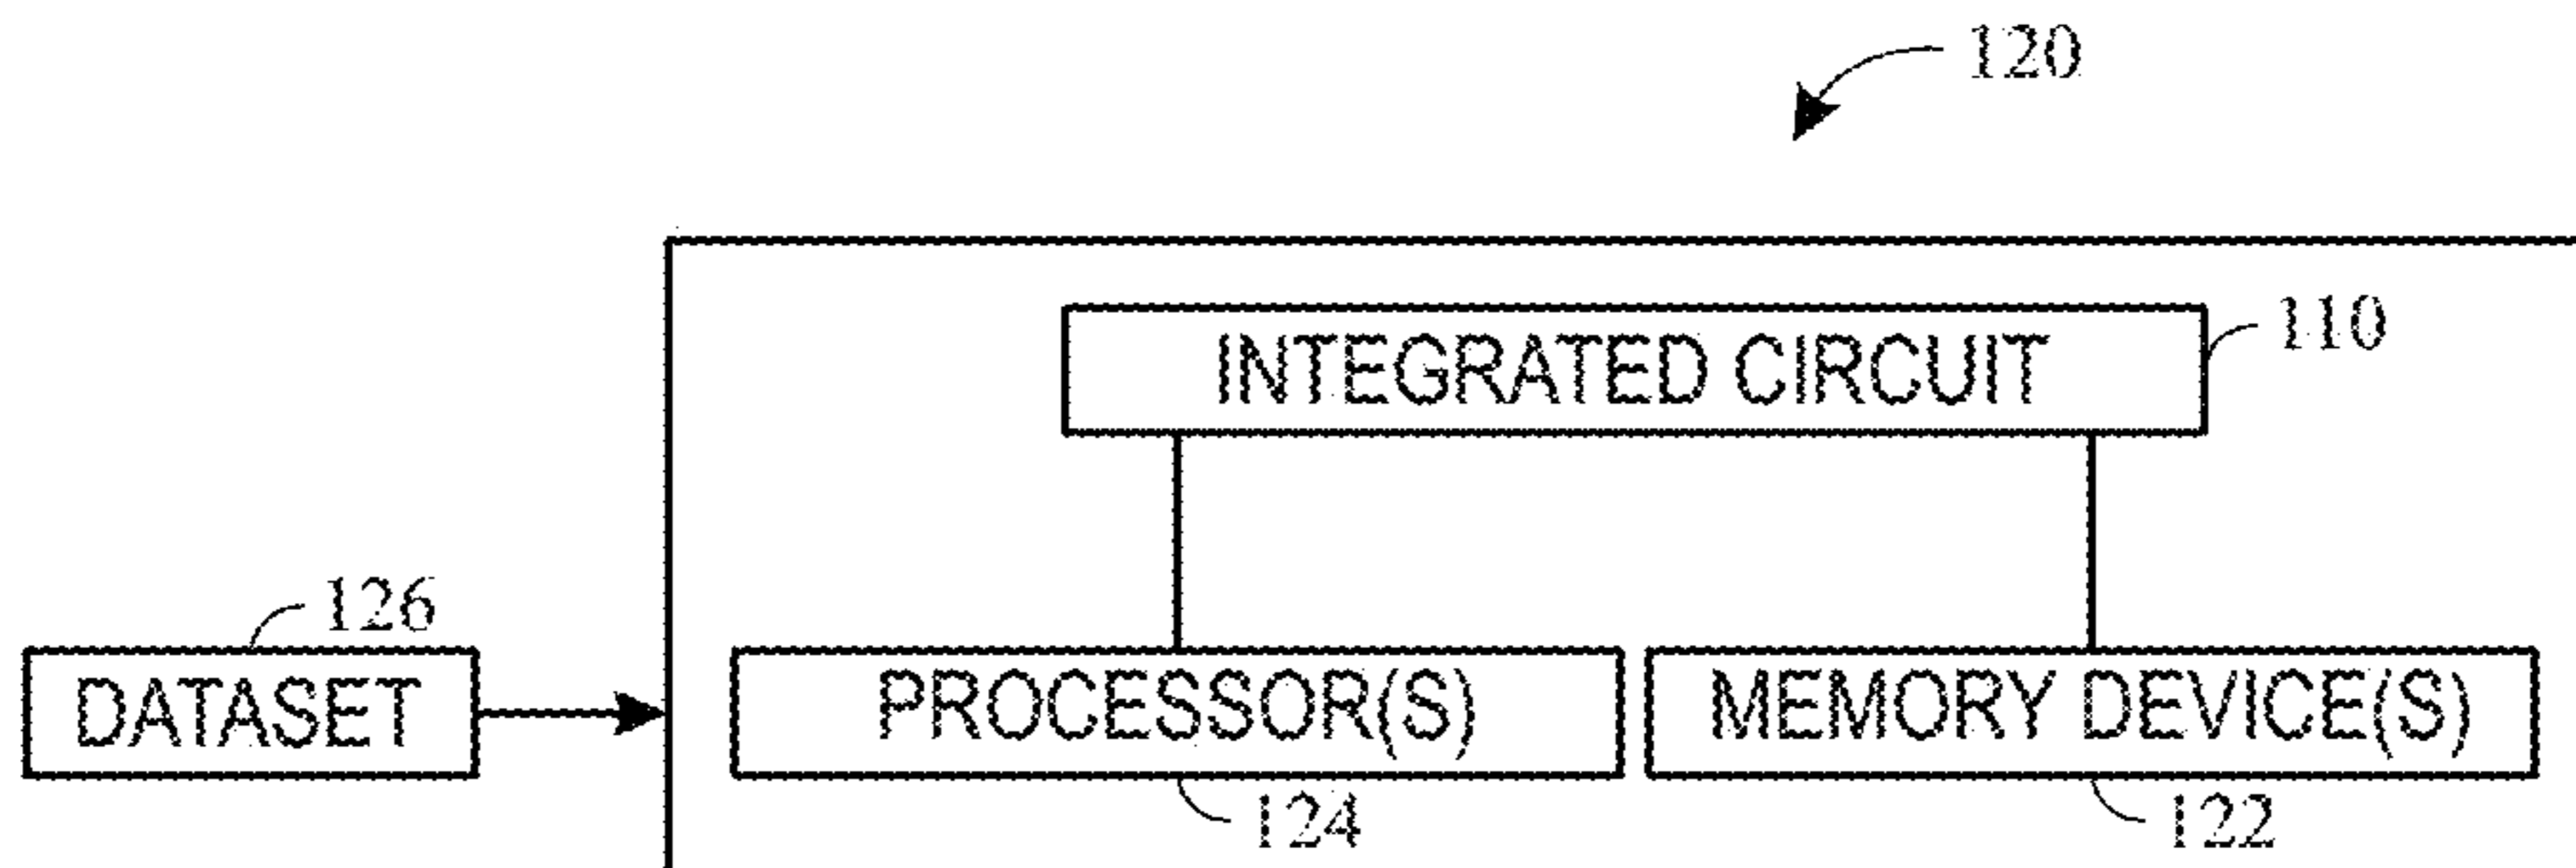 120
INTEGRATED CIRCUIT
110
126
DATASET
PROCESSOR(S)
MEMORY DEVICE(S)
124
122